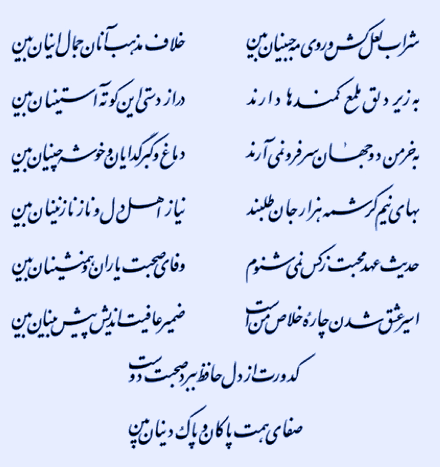 شراب لعل کش و روی مه جبینان بین خلاف مذهب آنان جمال اینان بین
به زیر دلق ملمع کمندها دارند دراز دستی این کوته آستینان بین
به خرمن دو جهان سر فرو نمی آرند دماغ و کبر گدایان و خوشه چینان بین
بهای نیم کرشمه هزار جان طلبند نیاز اهل دل و ناز نازنینان بین
حدیث عهد محبت ز کس نمی شنوم وفای صحبت یاران و همنشینان بین
اسیر عشق شدن چارهٔ خلاص من است ضمیر عافیت اندیش پیش بینان بین
کدورت از دل حافظ ببرد صحبت دوست
صفای همت پاکان و پاک دینان بین